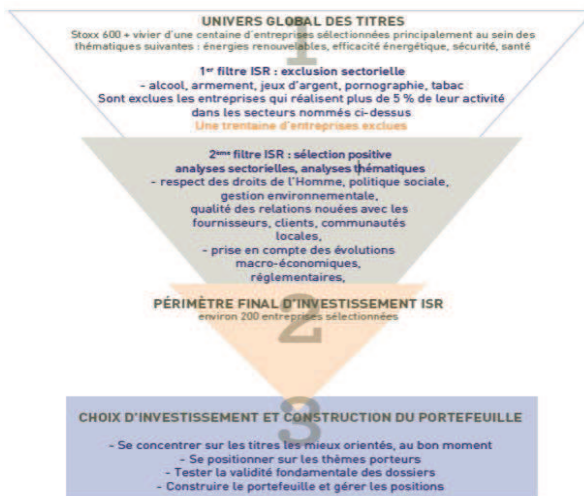 UNIVERS GLOBAL DES TITRES
Stoxx 600 + vivier d'une centaine d'entreprises sélectionnées principalement au sein des
thématiques suivantes : énergies renouvelables, efficacité énergétique, sécurité, santé
1
1er filtre ISR : exclusion sectorielle
- alcool, armement, jeux d'argent, pornographie, tabac
Sont exclues les entreprises qui réalisent plus de 5 % de leur activité
dans les secteurs nommés ci-dessus
Une trentaine d'entreprises exclues
2ème filtre ISR : sélection positive
analyses sectorielles, analyses thématiques
- respect des droits de l'Homme, politique sociale,
gestion environnementale,
qualité des relations nouées avec les
fournisseurs, clients, communautés
locales,
- prise en compte des évolutions
macro-économiques,
réglementaires,
PÉRIMÈTRE FINAL D'INVESTISSEMENT ISR
environ 200 entreprises sélectionnées
2
3
CHOIX D'INVESTISSEMENT ET CONSTRUCTION DU PORTEFEUILLE
- Se concentrer sur les titres les mieux orientés, au bon moment
- Se positionner sur les thèmes porteurs
- Tester la validité fondamentale des dossiers
- Construire le portefeuille et gérer les positions